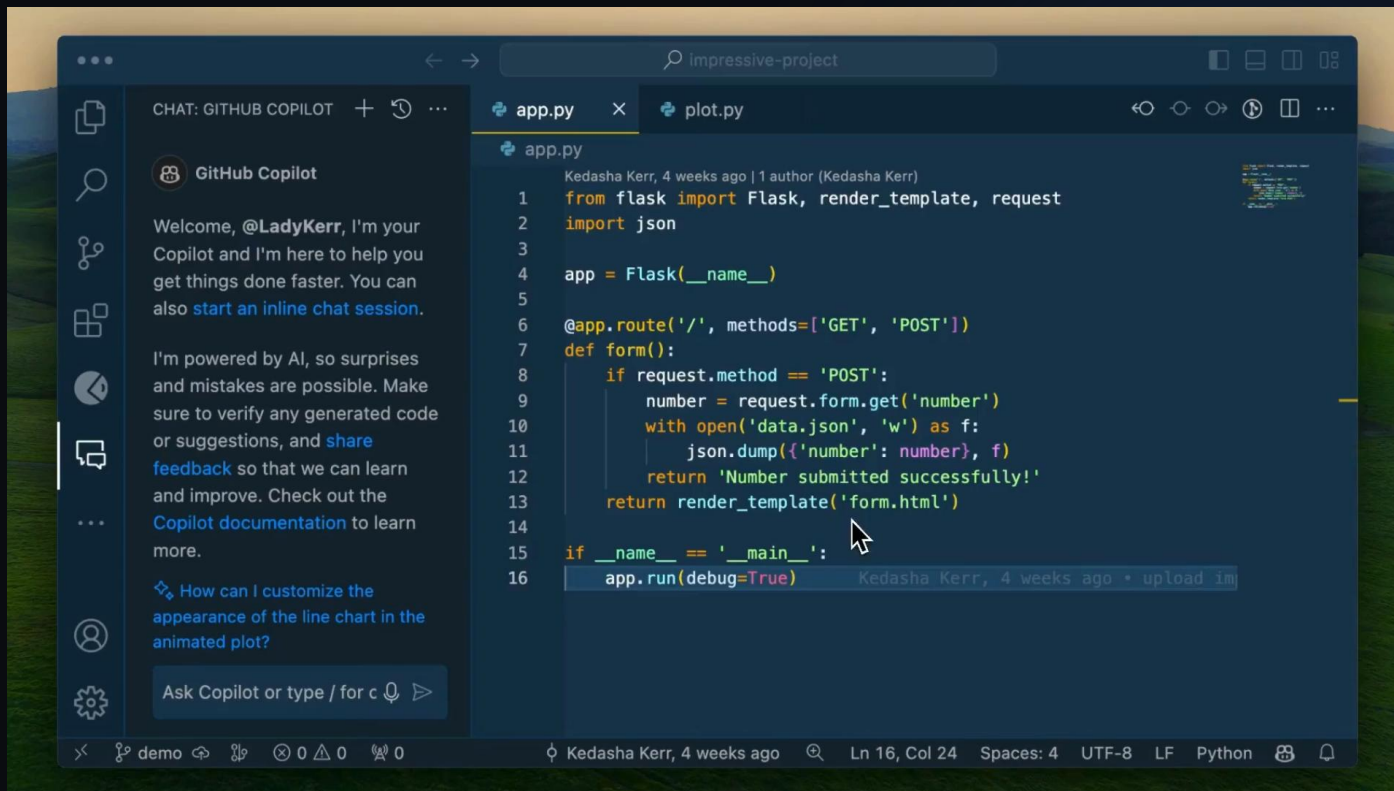 impressive-project
CHAT: GITHUB COPILOT
GitHub Copilot
Welcome, @LadyKerr, I'm your
Copilot and I'm here to help you
get things done faster. You can
also start an inline chat session.
I'm powered by AI, so surprises
and mistakes are possible. Make
sure to verify any generated code
or suggestions, and share
feedback so that we can learn
and improve. Check out the
Copilot documentation to learn
more.
How can I customize the
appearance of the line chart in the
animated plot?
Ask Copilot or type / for c
app.py
plot.py
app.py
Kedasha Kerr, 4 weeks ago | 1 author (Kedasha Kerr)
1 from flask import Flask, render_template, request
2 import json
3
4 app = Flask(__name__)
5
6 @app.route('/', methods=['GET', 'POST'])
7 def form():
8     if request.method == 'POST':
9         number = request.form.get('number')
10         with open('data.json', 'w') as f:
11             json.dump({'number': number}, f)
12         return 'Number submitted successfully!'
13     return render_template('form.html')
14
15 if __name__ == '__main__':
16     app.run(debug=True) Kedasha Kerr, 4 weeks ago • upload im
demo 0 0 0 Kedasha Kerr, 4 weeks ago Ln 16, Col 24 Spaces: 4 UTF-8 LF Python